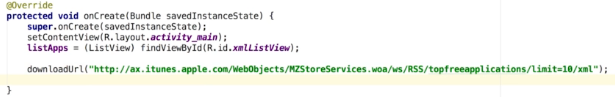 @Override
protected void onCreate(Bundle savedInstanceState) {
super.onCreate(savedInstanceState);
setContentView(R.layout.activity_main);
listApps = (ListView) findViewById(R.id.xmlListView);
downloadUrl("http://ax.itunes.apple.com/WebObjects/MZStoreServices.woa/ws/RSS/topfreeapplications/limit=10/xml");
}